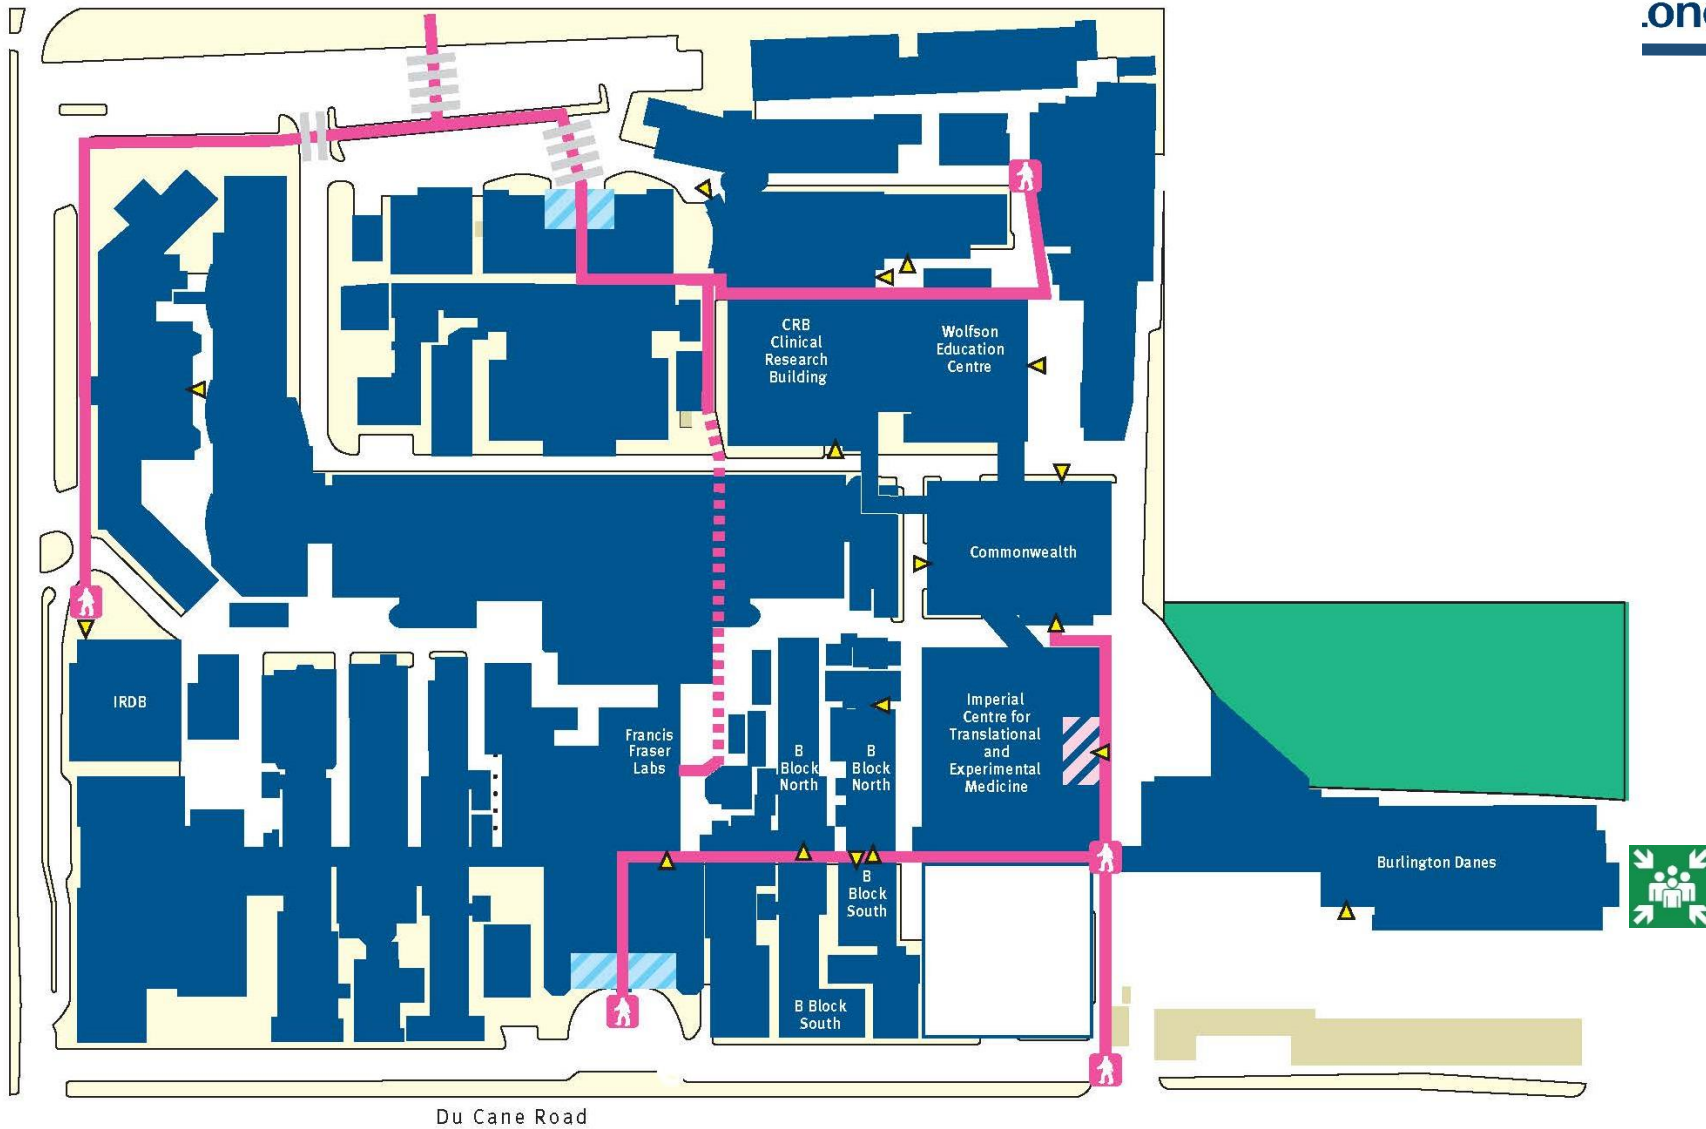 CRB
Clinical
Research
Building
Wolfson
Education
Centre
Commonwealth
IRDB
Francis
Fraser
Labs
B
Block
North
B
Block
North
Imperial
Centre for
Translational
and
Experimental
Medicine
Burlington Danes
B
Block
South
B Block
South
Du Cane Road